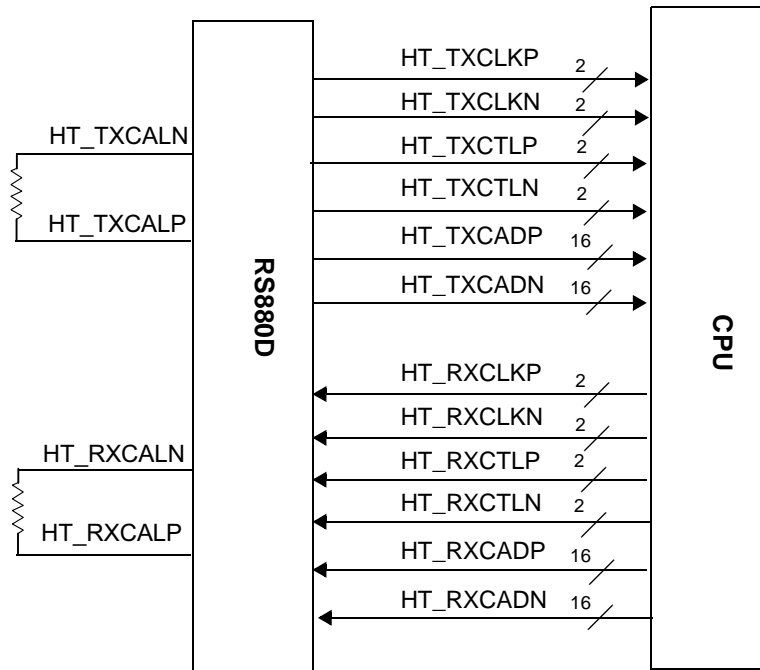 HT_TXCLKP 2
HT_TXCLKN 2
HT_TXCALN
HT_TXCTLP 2
HT_TXCTLN 2
HT_TXCALP
HT_TXCADP 16
HT_TXCADN 16
RS880D
CPU
HT_RXCLKP 2
HT_RXCLKN 2
HT_RXCALN
HT_RXCTLP 2
HT_RXCTLN 2
HT_RXCALP
HT_RXCADP 16
HT_RXCADN 16